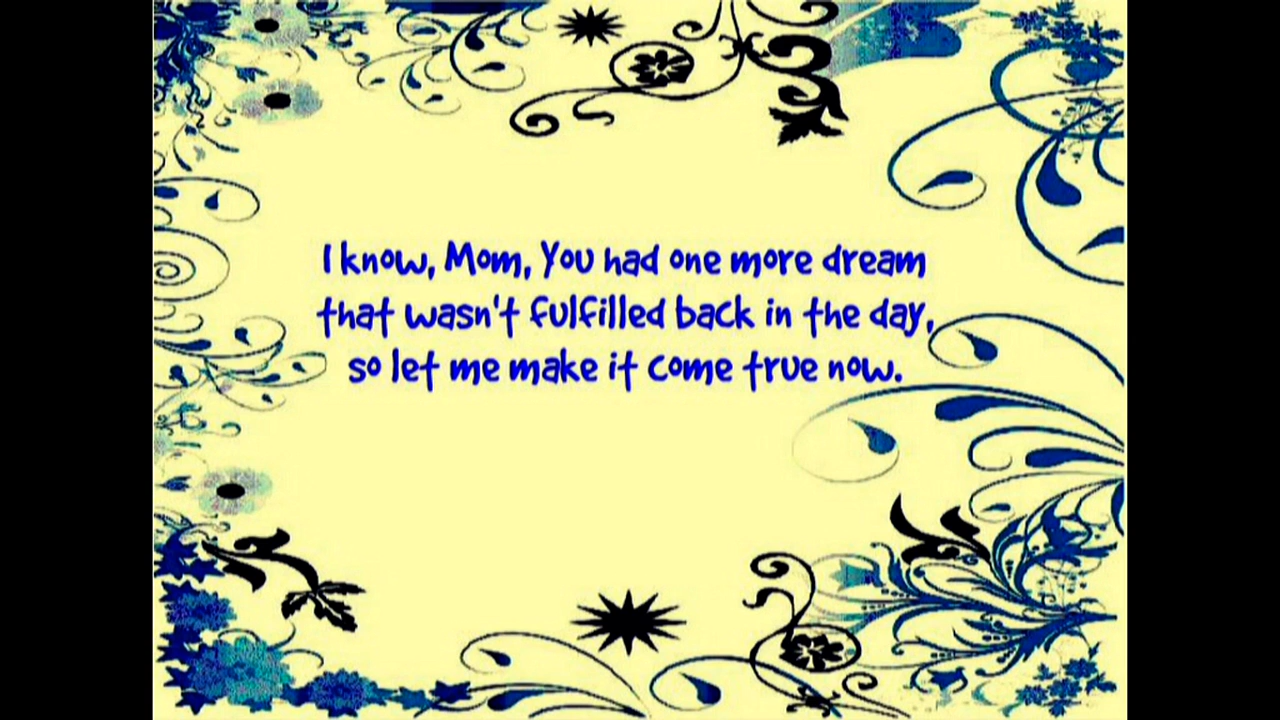 I know, Mom, You had one more dream
that wasn't fulfilled back in the day,
so let me make it come true now.